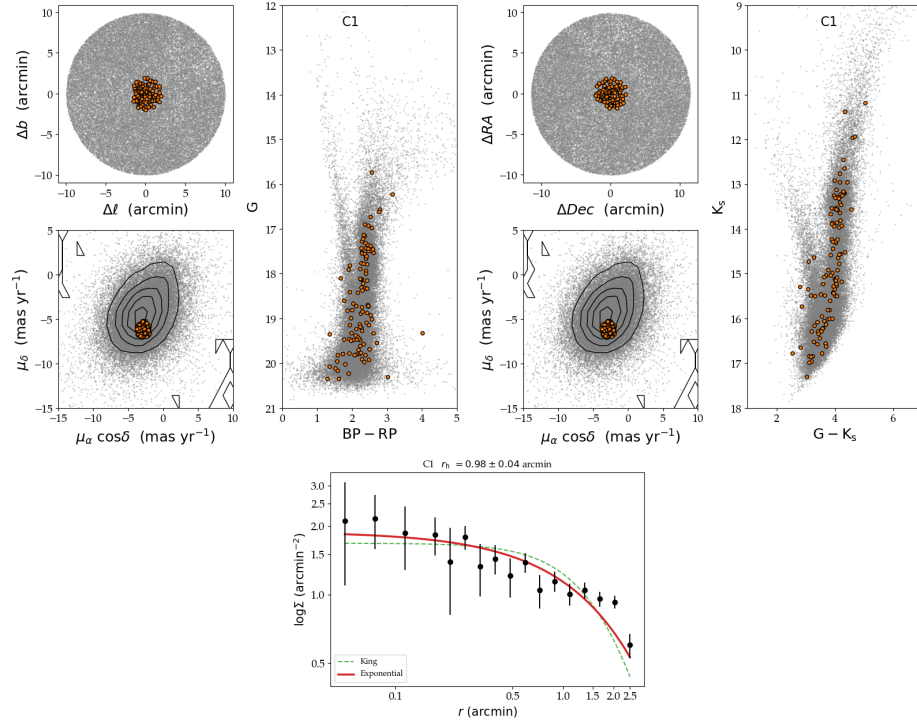 C1
Δb (arcmin)
10
5
0
−5
−10
−10 −5 0 5 10
Δℓ (arcmin)
μδ (mas yr⁻¹)
5
0
−5
−10
−15
−15 −10 −5 0 5 10
μα cosδ (mas yr⁻¹)
G
12
13
14
15
16
17
18
19
20
21
0 1 2 3 4 5
BP − RP
C1
ΔRA (arcmin)
10
5
0
−5
−10
−10 −5 0 5 10
ΔDec (arcmin)
μδ (mas yr⁻¹)
5
0
−5
−10
−15
−15 −10 −5 0 5 10
μα cosδ (mas yr⁻¹)
Ks
9
10
11
12
13
14
15
16
17
18
2 4 6
G − Ks
C1 rh = 0.98 ± 0.04 arcmin
logΣ (arcmin⁻²)
3.0
2.5
2.0
1.5
1.0
0.5
King
Exponential
0.1 0.5 1.0 1.5 2.0 2.5
r (arcmin)